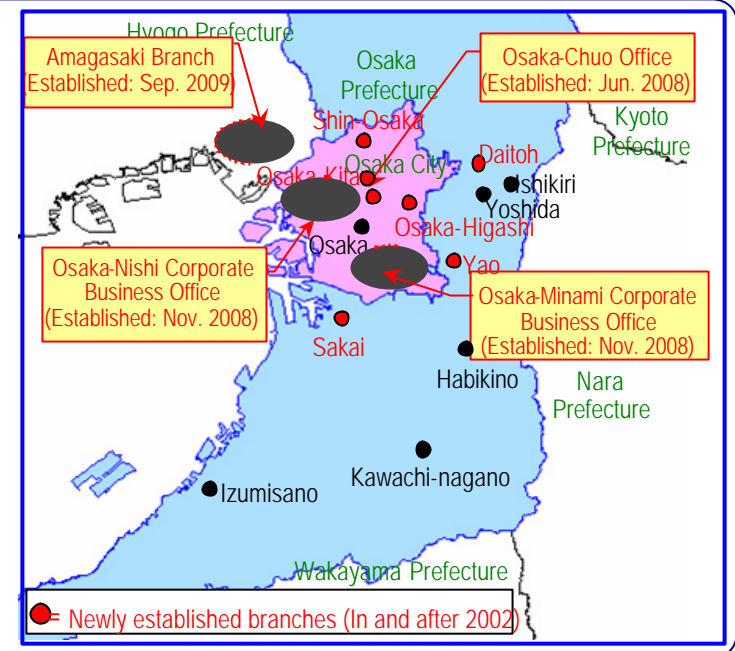 Hyogo Prefecture
Amagasaki Branch
(Established: Sep. 2009)
Osaka
Prefecture
Osaka-Chuo Office
(Established: Jun. 2008)
Kyoto
Prefecture
Shin-Osaka
Osaka City
Daitoh
Osaka-Kita
Ishikiri
Yoshida
Osaka-Higashi
Osaka
Yao
Osaka-Nishi Corporate
Business Office
(Established: Nov. 2008)
Osaka-Minami Corporate
Business Office
(Established: Nov. 2008)
Sakai
Habikino
Nara
Prefecture
Kawachi-nagano
Izumisano
Wakayama Prefecture
= Newly established branches (In and after 2002)